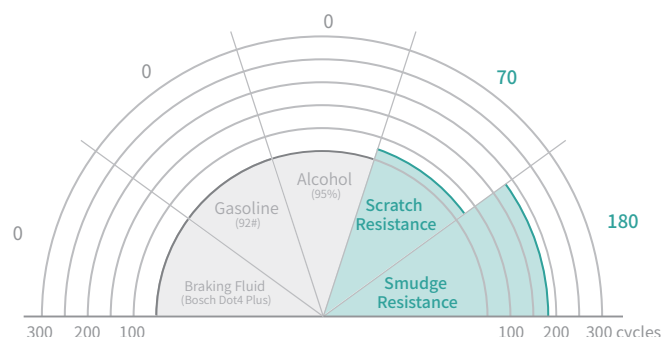 0
0
70
Alcohol
(95%)
Gasoline
(92#)
Scratch
Resistance
0
180
Braking Fluid
(Bosch Dot4 Plus)
Smudge
Resistance
300 200 100 100 200 300 cycles